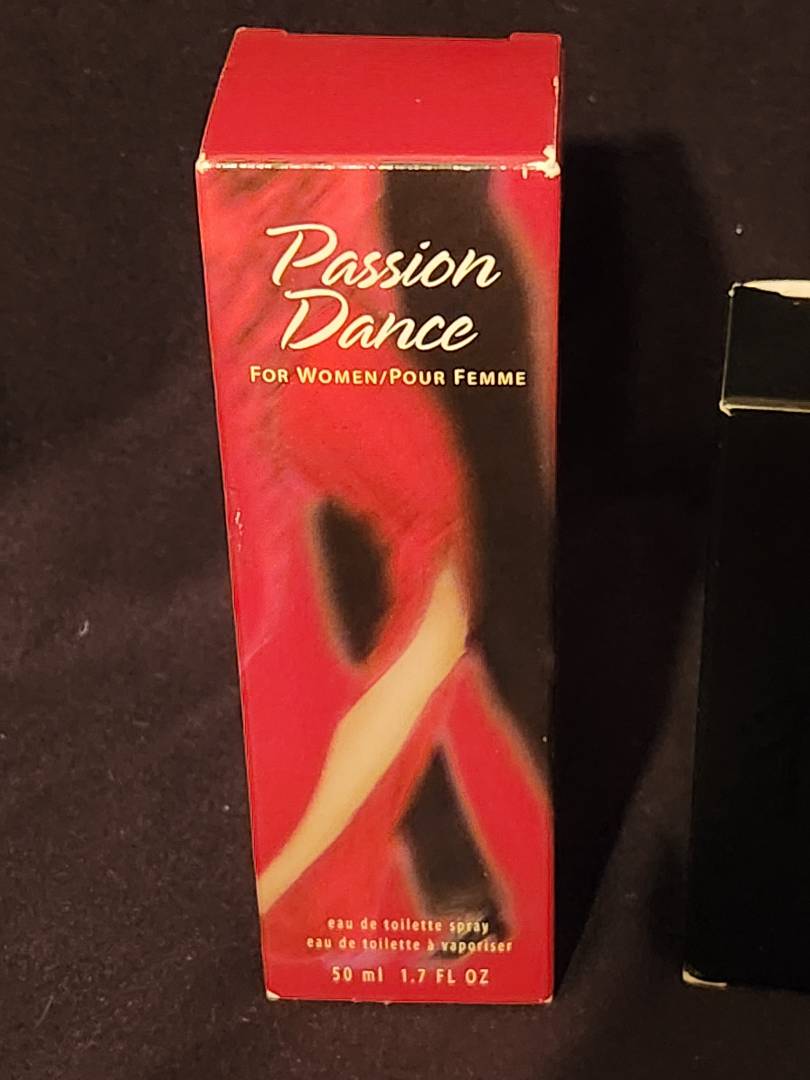 Passion
Dance
For Women/Pour Femme
eau de toilette spray
eau de toilette à vaporiser
50 ml 1.7 FL OZ